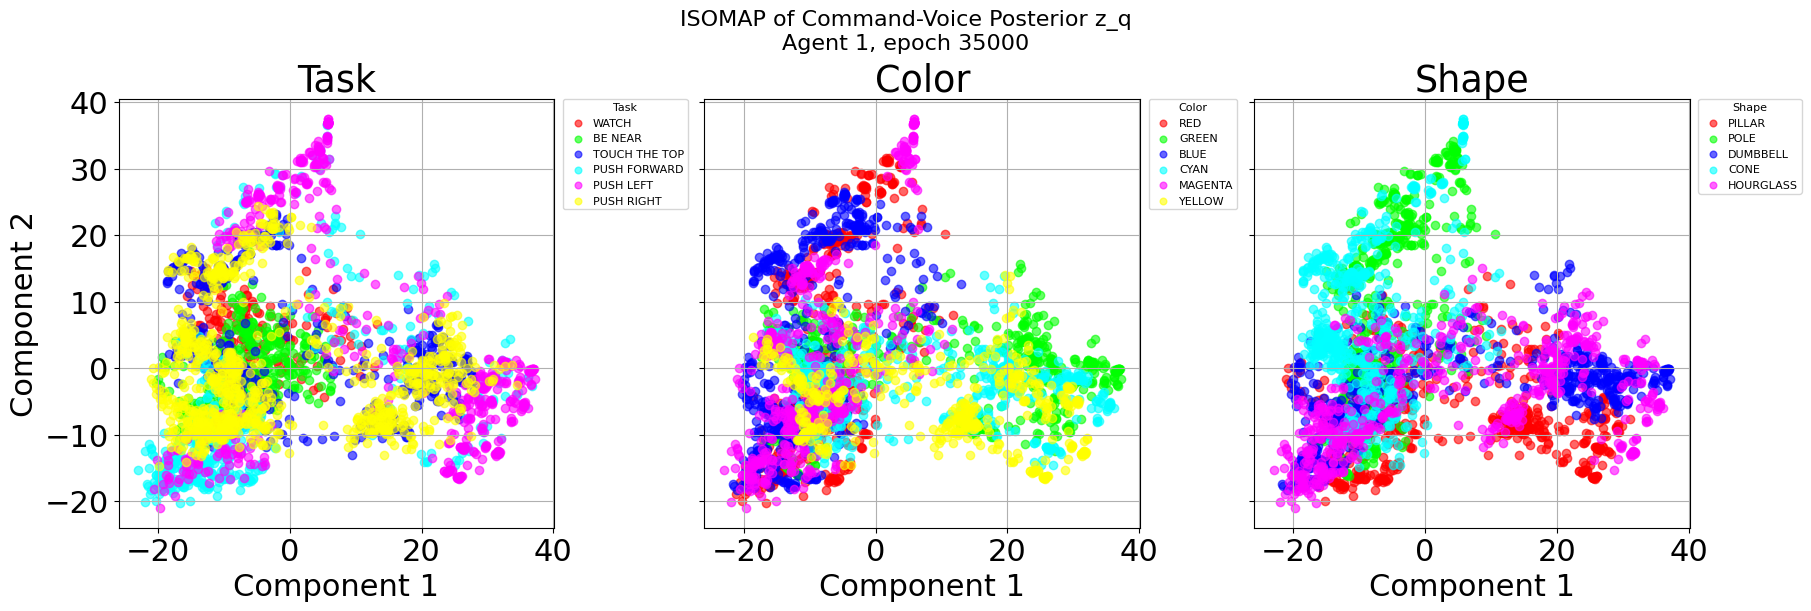 ISOMAP of Command-Voice Posterior z_q
Agent 1, epoch 35000
Task
Color
Shape
Task
WATCH
BE NEAR
TOUCH THE TOP
PUSH FORWARD
PUSH LEFT
PUSH RIGHT
Color
RED
GREEN
BLUE
CYAN
MAGENTA
YELLOW
Shape
PILLAR
POLE
DUMBBELL
CONE
HOURGLASS
Component 2
40
30
20
10
0
−10
−20
−20 0 20 40
−20 0 20 40
−20 0 20 40
Component 1
Component 1
Component 1